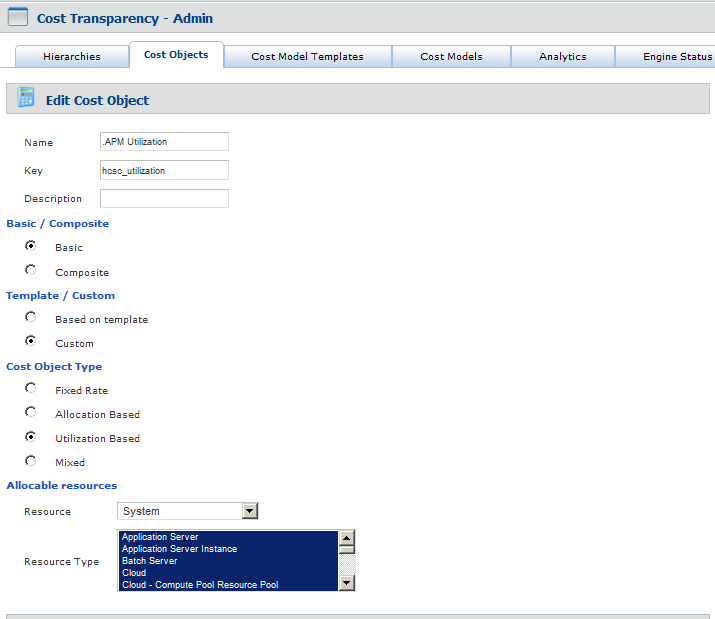 Cost Transparency - Admin
Hierarchies Cost Objects Cost Model Templates Cost Models Analytics Engine Status
Edit Cost Object
Name .APM Utilization
Key hcsc_utilization
Description
Basic / Composite
Basic
Composite
Template / Custom
Based on template
Custom
Cost Object Type
Fixed Rate
Allocation Based
Utilization Based
Mixed
Allocable resources
Resource System
Resource Type
Application Server
Application Server Instance
Batch Server
Cloud
Cloud - Compute Pool Resource Pool